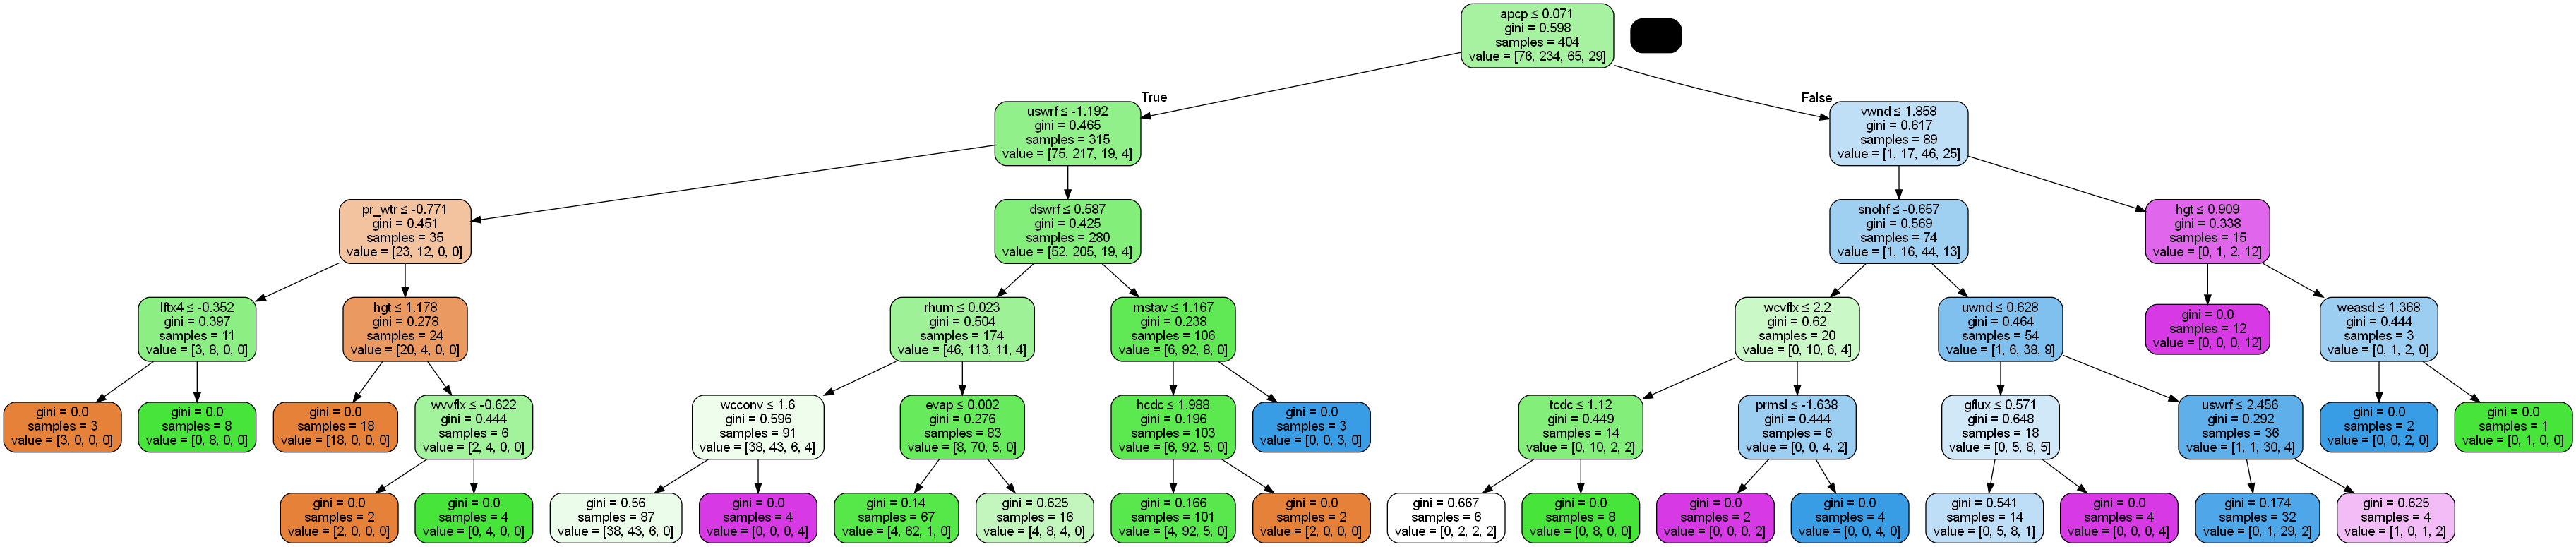 apcp ≤ 0.071
gini = 0.598
samples = 404
value = [76, 234, 65, 29]
True
False
uswrf ≤ -1.192
gini = 0.465
samples = 315
value = [75, 217, 19, 4]
vwnd ≤ 1.858
gini = 0.617
samples = 89
value = [1, 17, 46, 25]
pr_wtr ≤ -0.771
gini = 0.451
samples = 35
value = [23, 12, 0, 0]
dswrf ≤ 0.587
gini = 0.425
samples = 280
value = [52, 205, 19, 4]
snohf ≤ -0.657
gini = 0.569
samples = 74
value = [1, 16, 44, 13]
hgt ≤ 0.909
gini = 0.338
samples = 15
value = [0, 1, 2, 12]
lftx4 ≤ -0.352
gini = 0.397
samples = 11
value = [3, 8, 0, 0]
hgt ≤ 1.178
gini = 0.278
samples = 24
value = [20, 4, 0, 0]
rhum ≤ 0.023
gini = 0.504
samples = 174
value = [46, 113, 11, 4]
mstav ≤ 1.167
gini = 0.238
samples = 106
value = [6, 92, 8, 0]
wcvflx ≤ 2.2
gini = 0.62
samples = 20
value = [0, 10, 6, 4]
uwnd ≤ 0.628
gini = 0.464
samples = 54
value = [1, 6, 38, 9]
gini = 0.0
samples = 12
value = [0, 0, 0, 12]
weasd ≤ 1.368
gini = 0.444
samples = 3
value = [0, 1, 2, 0]
gini = 0.0
samples = 3
value = [3, 0, 0, 0]
gini = 0.0
samples = 8
value = [0, 8, 0, 0]
gini = 0.0
samples = 18
value = [18, 0, 0, 0]
wvvflx ≤ -0.622
gini = 0.444
samples = 6
value = [2, 4, 0, 0]
wcconv ≤ 1.6
gini = 0.596
samples = 91
value = [38, 43, 6, 4]
evap ≤ 0.002
gini = 0.276
samples = 83
value = [8, 70, 5, 0]
hcdc ≤ 1.988
gini = 0.196
samples = 103
value = [6, 92, 5, 0]
gini = 0.0
samples = 3
value = [0, 0, 3, 0]
tcdc ≤ 1.12
gini = 0.449
samples = 14
value = [0, 10, 2, 2]
prmsl ≤ -1.638
gini = 0.444
samples = 6
value = [0, 0, 4, 2]
gflux ≤ 0.571
gini = 0.648
samples = 18
value = [0, 5, 8, 5]
uswrf ≤ 2.456
gini = 0.292
samples = 36
value = [1, 1, 30, 4]
gini = 0.0
samples = 2
value = [0, 0, 2, 0]
gini = 0.0
samples = 1
value = [0, 1, 0, 0]
gini = 0.0
samples = 2
value = [2, 0, 0, 0]
gini = 0.0
samples = 4
value = [0, 4, 0, 0]
gini = 0.56
samples = 87
value = [38, 43, 6, 0]
gini = 0.0
samples = 4
value = [0, 0, 0, 4]
gini = 0.14
samples = 67
value = [4, 62, 1, 0]
gini = 0.625
samples = 16
value = [4, 8, 4, 0]
gini = 0.166
samples = 101
value = [4, 92, 5, 0]
gini = 0.0
samples = 2
value = [2, 0, 0, 0]
gini = 0.667
samples = 6
value = [0, 2, 2, 2]
gini = 0.0
samples = 8
value = [0, 8, 0, 0]
gini = 0.0
samples = 2
value = [0, 0, 0, 2]
gini = 0.0
samples = 4
value = [0, 0, 4, 0]
gini = 0.541
samples = 14
value = [0, 5, 8, 1]
gini = 0.0
samples = 4
value = [0, 0, 0, 4]
gini = 0.174
samples = 32
value = [0, 1, 29, 2]
gini = 0.625
samples = 4
value = [1, 0, 1, 2]